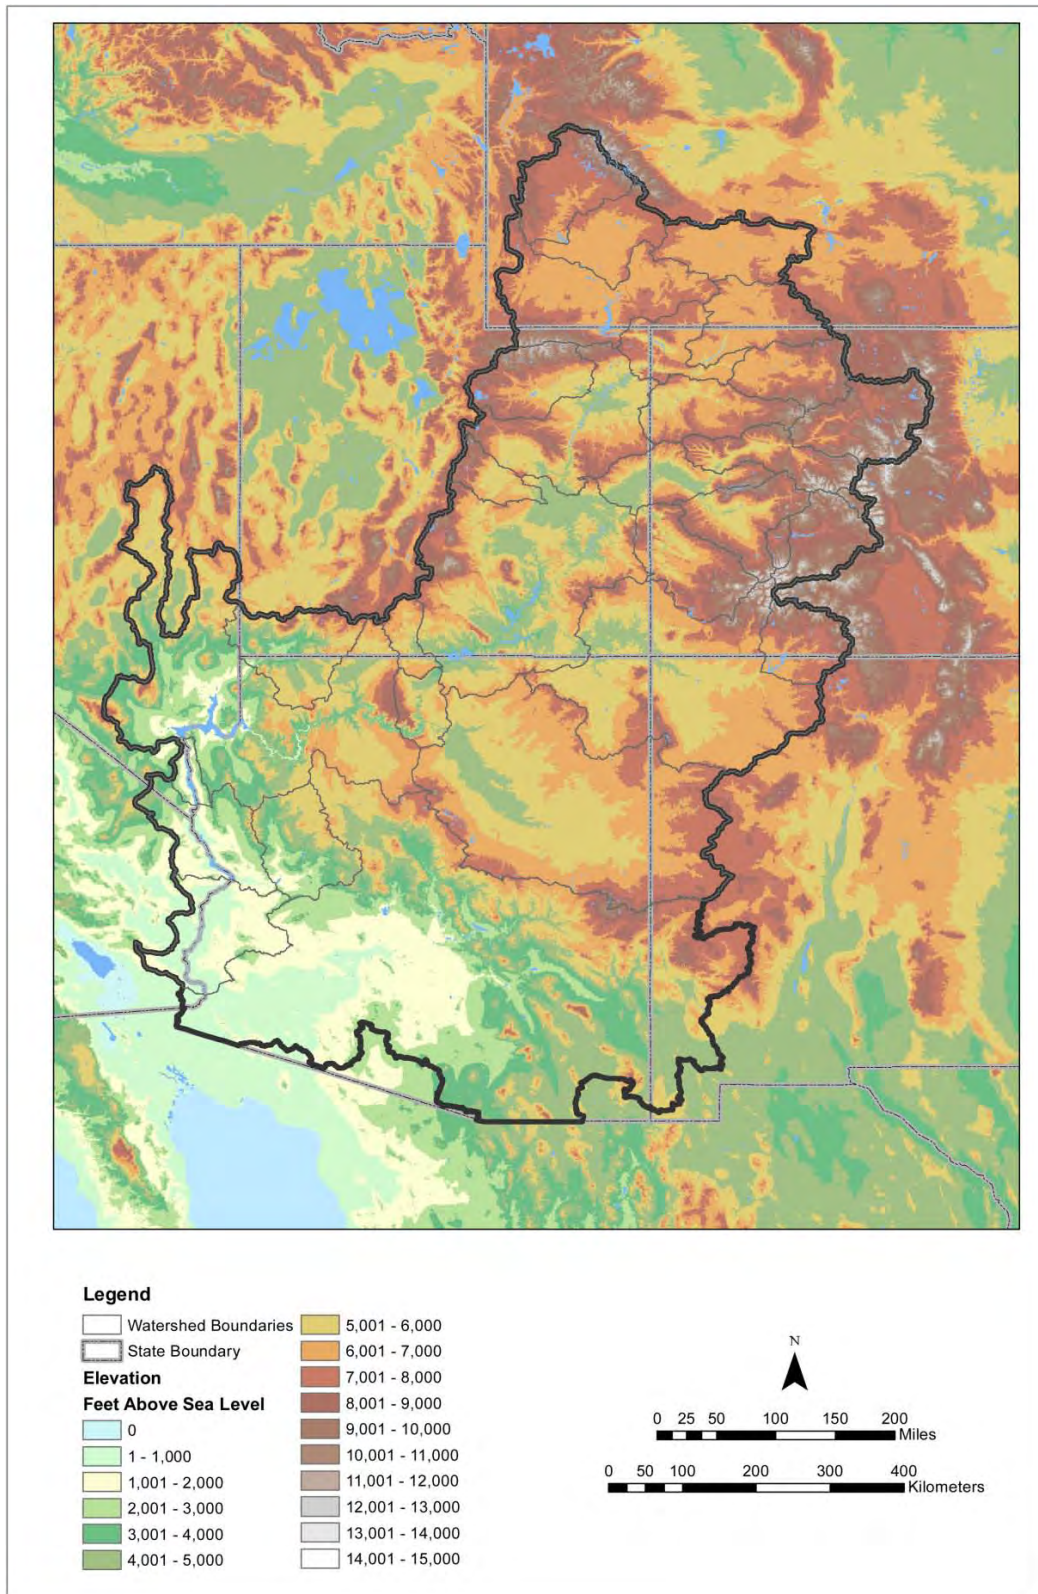 Legend
Watershed Boundaries
State Boundary
Elevation
Feet Above Sea Level
0
1 - 1,000
1,001 - 2,000
2,001 - 3,000
3,001 - 4,000
4,001 - 5,000
5,001 - 6,000
6,001 - 7,000
7,001 - 8,000
8,001 - 9,000
9,001 - 10,000
10,001 - 11,000
11,001 - 12,000
12,001 - 13,000
13,001 - 14,000
14,001 - 15,000
N
0 25 50 100 150 200
Miles
0 50 100 200 300 400
Kilometers